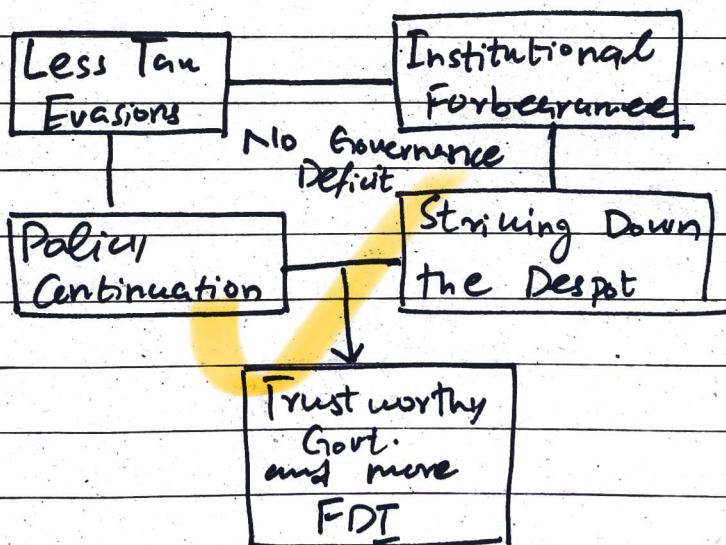 Less Tax
Evasions
Institutional
Forbearance
No Governance
Deficit
Policy
Continuation
Striking Down
the Despot
Trustworthy
Govt.
and more
FDI